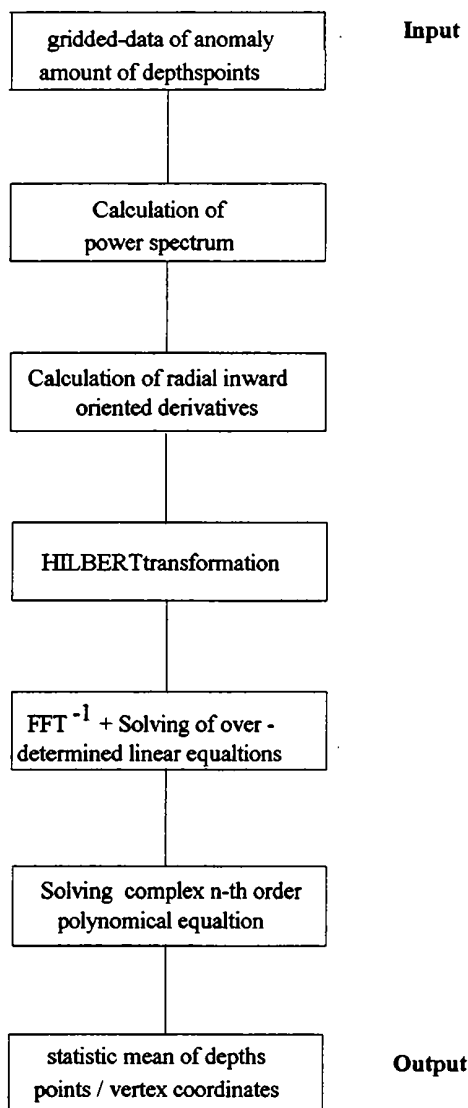 gridded-data of anomaly
amount of depthspoints
Input
Calculation of
power spectrum
Calculation of radial inward
oriented derivatives
HILBERTtransformation
FFT ⁻¹ + Solving of over -
determined linear equaltions
Solving complex n-th order
polynomical equaltion
statistic mean of depths
points / vertex coordinates
Output